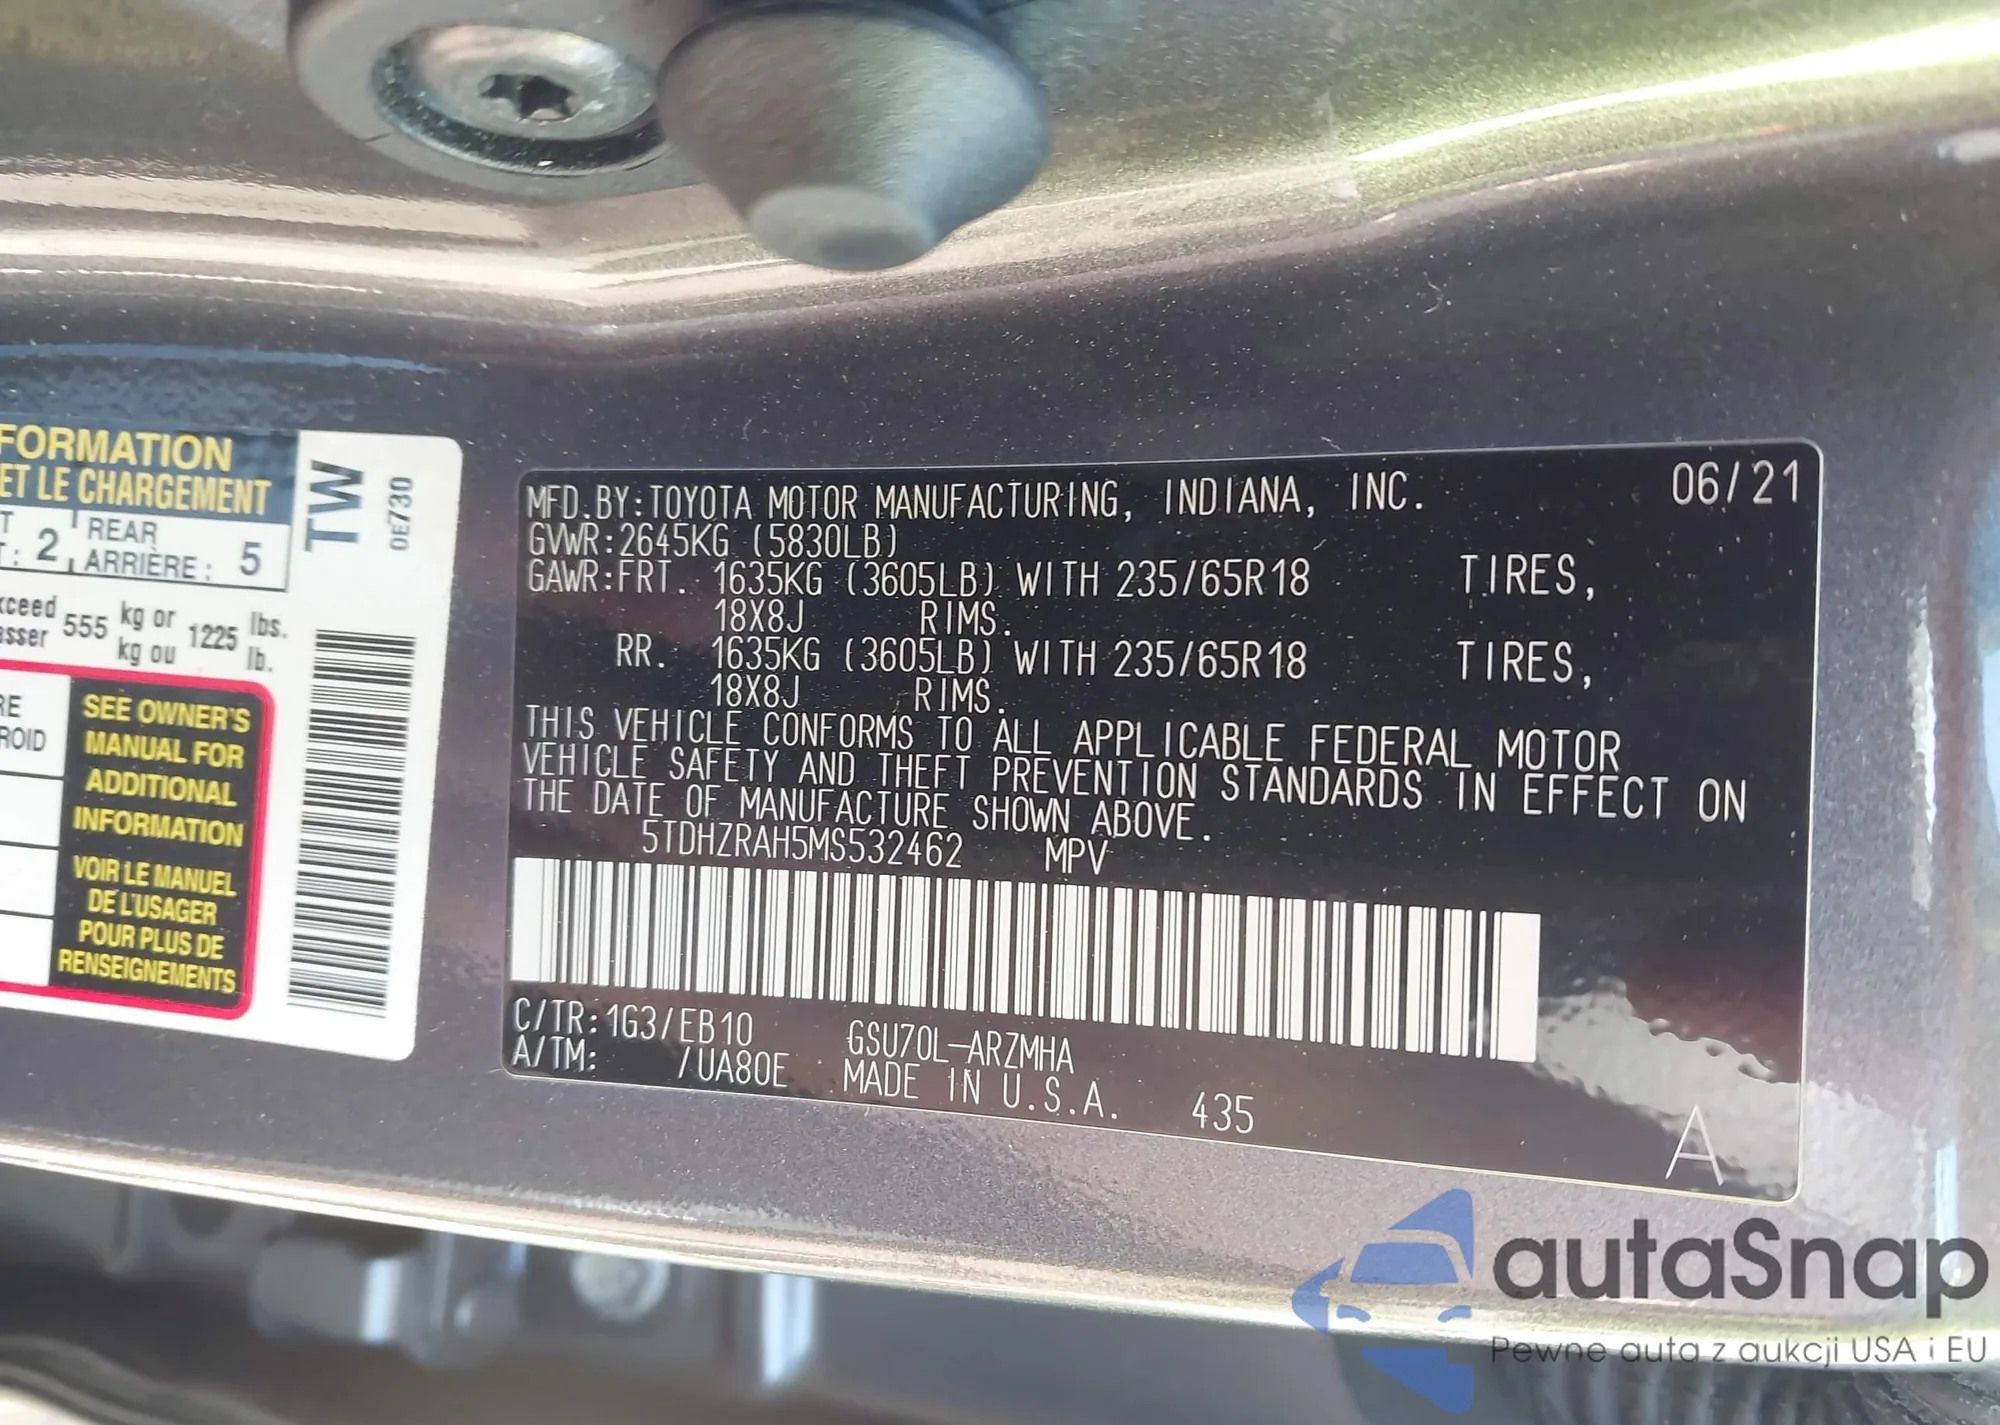 FORMATION
ET LE CHARGEMENT
REAR
: 2 ARRIÈRE : 5
555 kg or 1225 lbs.
kg ou lb.
SEE OWNER'S
MANUAL FOR
ADDITIONAL
INFORMATION
VOIR LE MANUEL
DE L'USAGER
POUR PLUS DE
RENSEIGNEMENTS
TW
0E730
MFD.BY:TOYOTA MOTOR MANUFACTURING, INDIANA, INC. 06/21
GVWR:2645KG (5830LB)
GAWR:FRT. 1635KG (3605LB) WITH 235/65R18 TIRES,
18X8J RIMS.
RR. 1635KG (3605LB) WITH 235/65R18 TIRES,
18X8J RIMS.
THIS VEHICLE CONFORMS TO ALL APPLICABLE FEDERAL MOTOR
VEHICLE SAFETY AND THEFT PREVENTION STANDARDS IN EFFECT ON
THE DATE OF MANUFACTURE SHOWN ABOVE.
5TDHZRAH5MS532462 MPV
C/TR:1G3/EB10 GSU70L-ARZMHA
A/TM: /UA80E MADE IN U.S.A. 435
A
autaSnap
Pewne auta z aukcji USA i EU